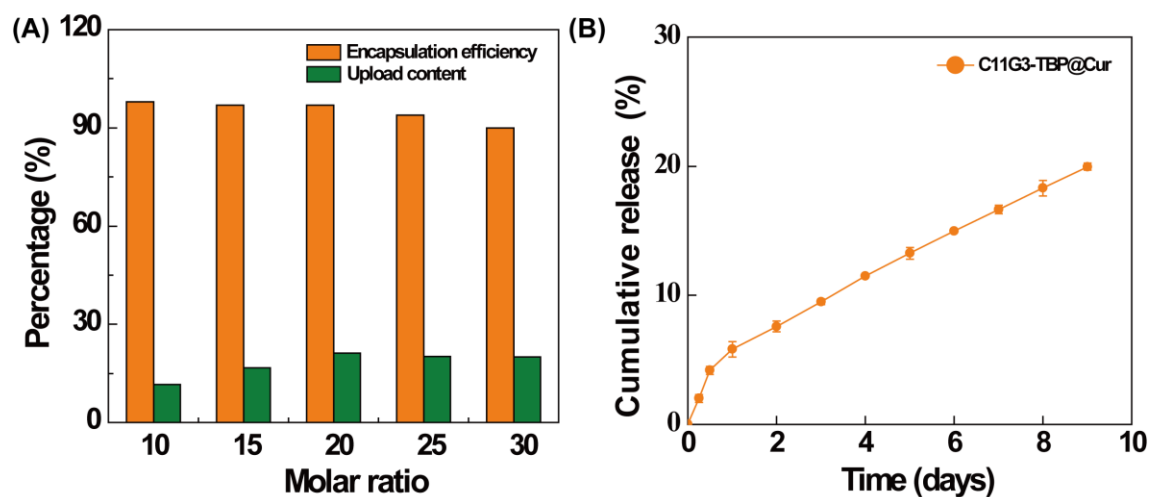 (A)
120
90
60
30
0
Percentage (%)
Encapsulation efficiency
Upload content
10 15 20 25 30
Molar ratio
(B)
30
20
10
0
Cumulative release (%)
C11G3-TBP@Cur
0 2 4 6 8 10
Time (days)